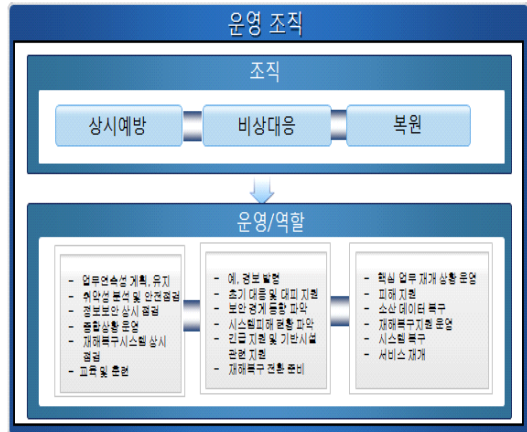 운영 조직
조직
상시예방
비상대응
복원
운영/역할
- 업무연속성 계획, 유지
- 취약성 분석 및 안전점검
- 정보보안 상시 점검
- 종합상황 운영
- 재해복구시스템 상시
점검
- 교육 및 훈련
- 예, 경보 발령
- 초기 대응 및 대피 지원
- 보안 경계 동향 파악
- 시스템피해 현황 파악
- 긴급 지원 및 기반시설
관련 지원
- 재해복구 전환 준비
- 핵심 업무 재개 상황 운영
- 피해 지원
- 소산 데이터 복구
- 재해복구지원 운영
- 시스템 복구
- 서비스 재개